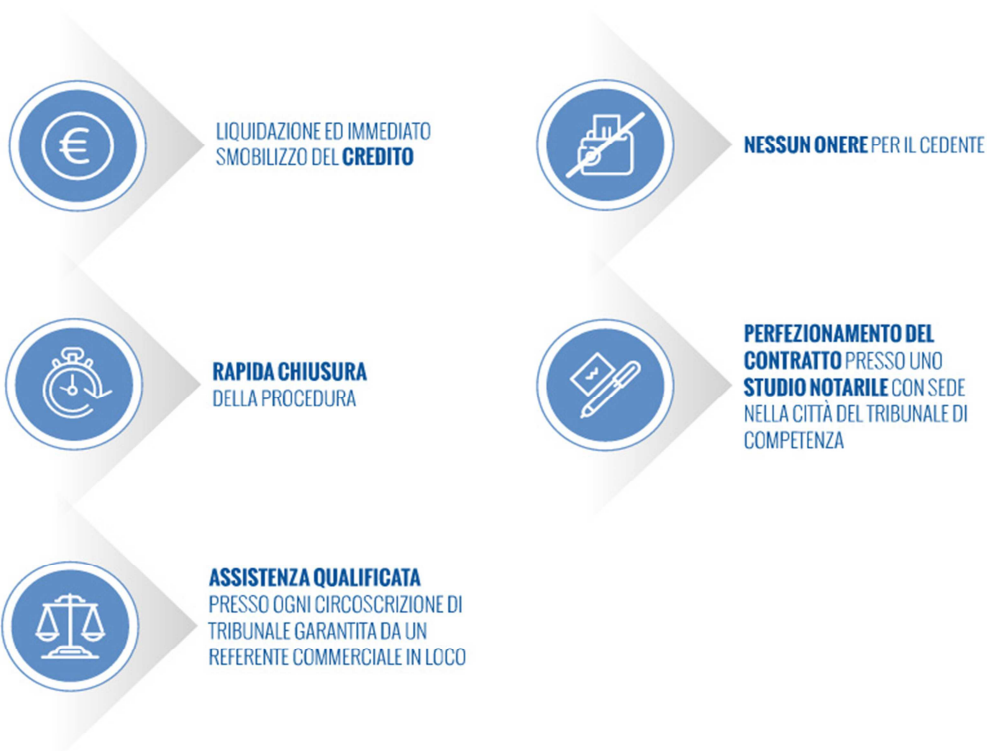 LIQUIDAZIONE ED IMMEDIATO
SMOBILIZZO DEL CREDITO
NESSUN ONERE PER IL CEDENTE
RAPIDA CHIUSURA
DELLA PROCEDURA
PERFEZIONAMENTO DEL
CONTRATTO PRESSO UNO
STUDIO NOTARILE CON SEDE
NELLA CITTÀ DEL TRIBUNALE DI
COMPETENZA
ASSISTENZA QUALIFICATA
PRESSO OGNI CIRCOSCRIZIONE DI
TRIBUNALE GARANTITA DA UN
REFERENTE COMMERCIALE IN LOCO